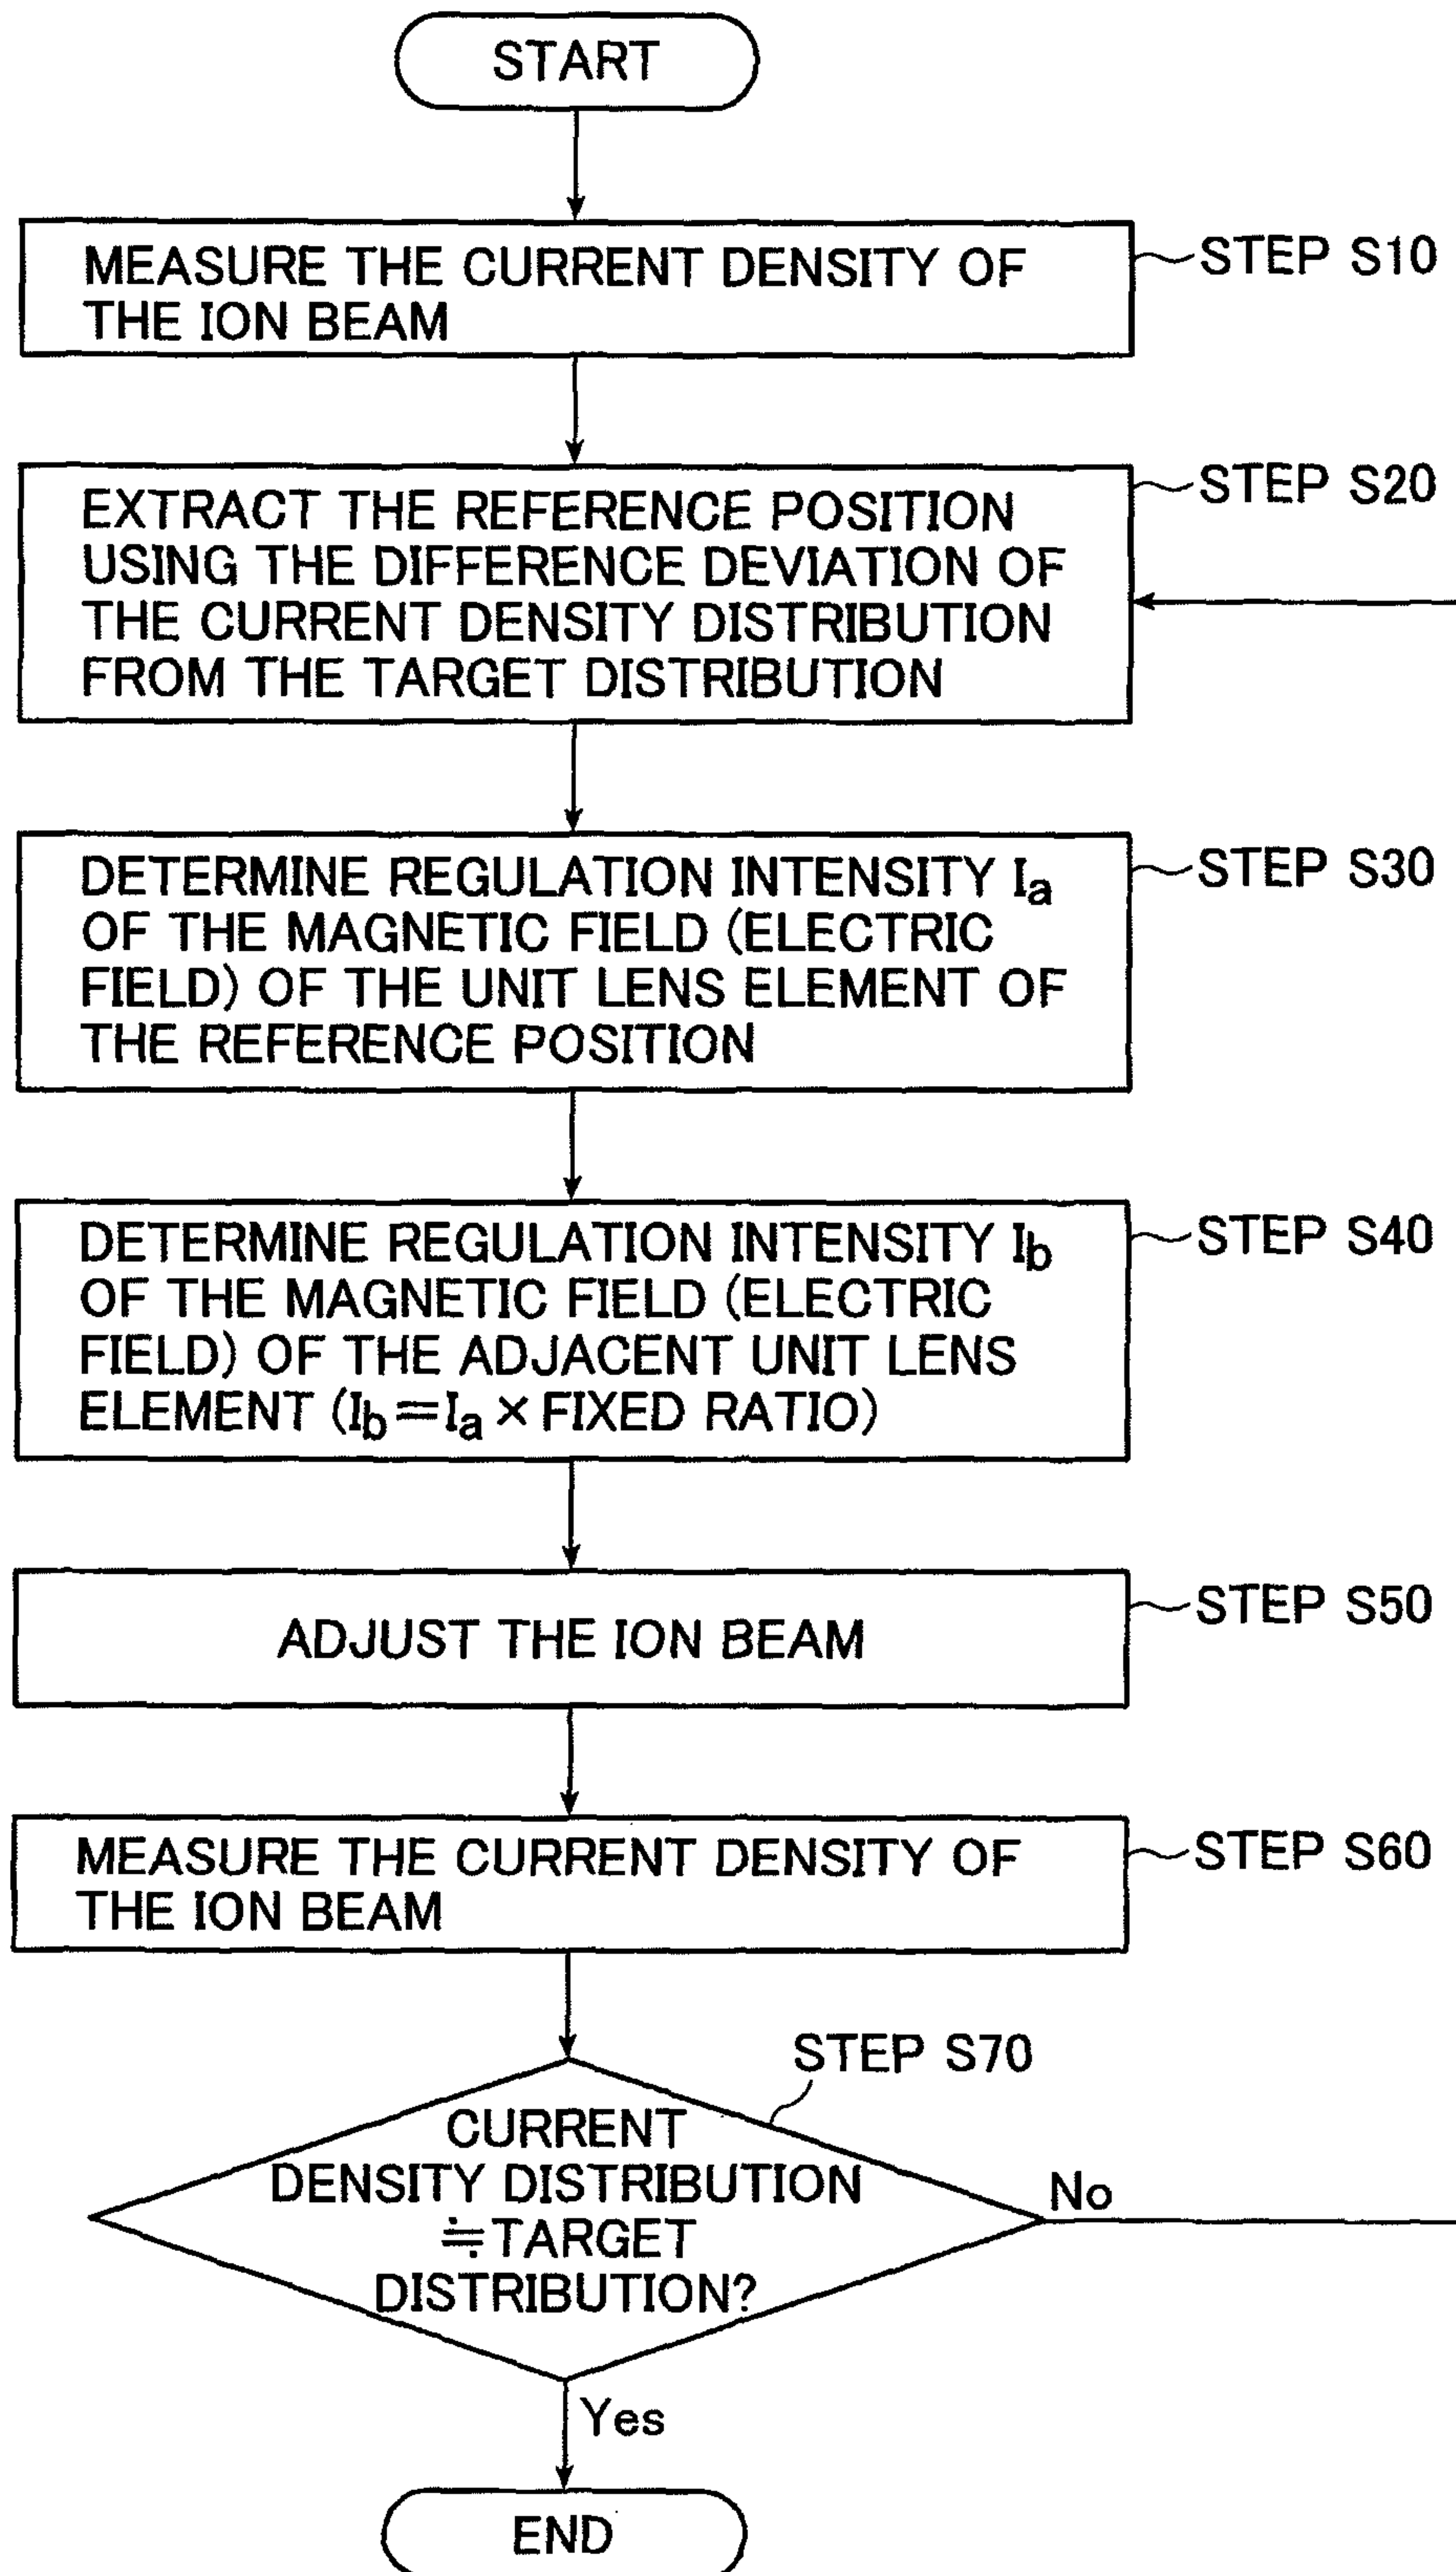 START
MEASURE THE CURRENT DENSITY OF
THE ION BEAM
STEP S10
EXTRACT THE REFERENCE POSITION
USING THE DIFFERENCE DEVIATION OF
THE CURRENT DENSITY DISTRIBUTION
FROM THE TARGET DISTRIBUTION
STEP S20
DETERMINE REGULATION INTENSITY Ia
OF THE MAGNETIC FIELD (ELECTRIC
FIELD) OF THE UNIT LENS ELEMENT OF
THE REFERENCE POSITION
STEP S30
DETERMINE REGULATION INTENSITY Ib
OF THE MAGNETIC FIELD (ELECTRIC
FIELD) OF THE ADJACENT UNIT LENS
ELEMENT (Ib=Ia × FIXED RATIO)
STEP S40
ADJUST THE ION BEAM
STEP S50
MEASURE THE CURRENT DENSITY OF
THE ION BEAM
STEP S60
STEP S70
CURRENT
DENSITY DISTRIBUTION
≒TARGET
DISTRIBUTION?
No
Yes
END